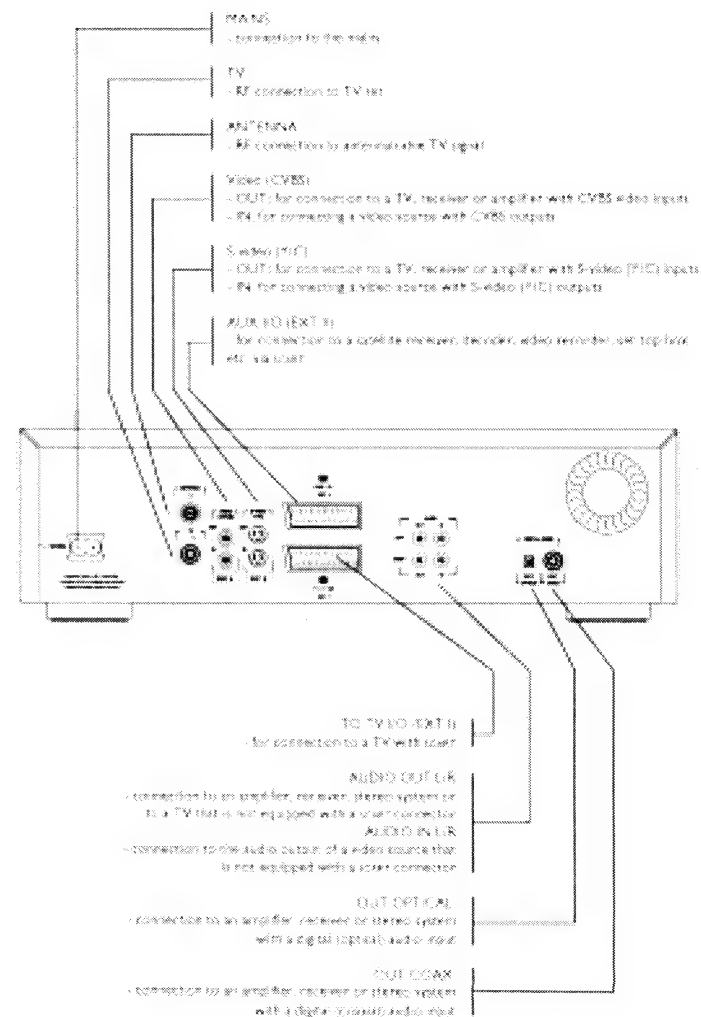 MAINS
- connection to the mains
TV
- RF connection to TV set
ANTENNA
- RF connection to antenna/cable TV signal
Video (CVBS)
- OUT: for connection to a TV, receiver or amplifier with CVBS video inputs
- IN: for connecting a video source with CVBS outputs
S-video (Y/C)
- OUT: for connection to a TV, receiver or amplifier with S-video (Y/C) inputs
- IN: for connecting a video source with S-video (Y/C) outputs
AUX I/O (EXT II)
- for connection to a satellite receiver, decoder, video recorder, set top box,
etc. via scart
TO TV I/O (EXT I)
- for connection to a TV with scart
AUDIO OUT L/R
- connection to an amplifier, receiver, stereo system or
to a TV that is not equipped with a scart connector
AUDIO IN L/R
- connection to the audio output of a video source that
is not equipped with a scart connector
OUT OPTICAL
- connection to an amplifier, receiver or stereo system
with a digital (optical) audio input
OUT COAX
- connection to an amplifier, receiver or stereo system
with a digital (coaxial) audio input